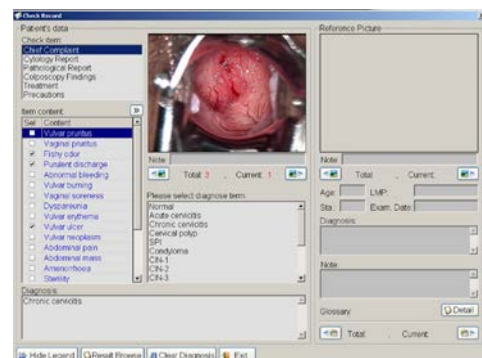 Check Record
Patient's data
Check item:
Chief Complaint
Cytology Report
Pathological Report
Colposcopy Findings
Treatment
Precautions
Item content:
Sel Content
Vulvar pruritus
Vaginal pruritus
Fishy odor
Purulent discharge
Abnormal bleeding
Vulvar burning
Vaginal soreness
Dyspareunia
Vulvar erythema
Vulvar ulcer
Vulvar neoplasm
Abdominal pain
Abdominal mass
Amenorrhoea
Sterility
Note:
Total: 3 , Current: 1
Please select diagnose term:
Normal
Acute cervicitis
Chronic cervicitis
Cervical polyp
SPI
Condyloma
CIN-1
CIN-2
CIN-3
Diagnosis:
Chronic cervicitis
Reference Picture
Note:
Total: , Current:
Age: LMP:
Sta.: Exam. Date:
Diagnosis:
Note:
Glossary: Detail
Total: , Current:
Hide Legend Result Browse Clear Diagnosis Exit